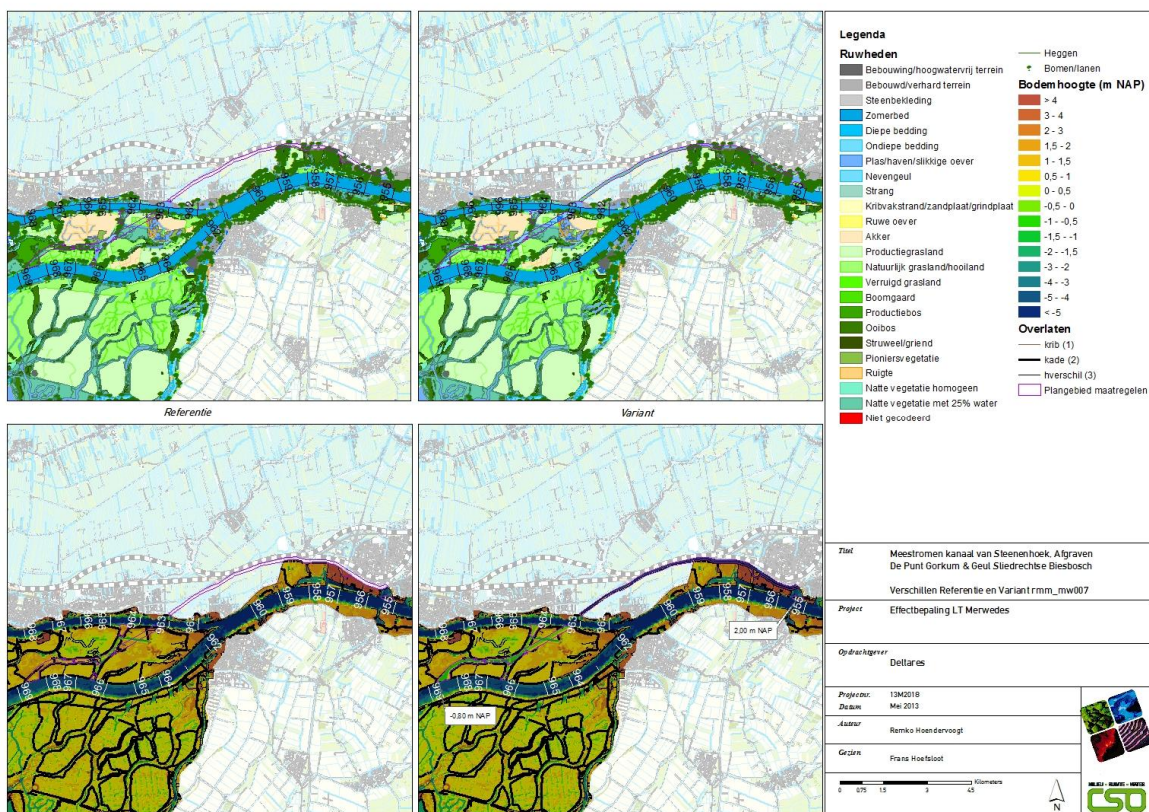 Referentie
Variant
2,00 m NAP
-0,80 m NAP
Legenda
Ruwheden
Bebouwing/hoogwatervrij terrein
Bebouwd/verhard terrein
Steenbekleding
Zomerbed
Diepe bedding
Ondiepe bedding
Plas/haven/slikkige oever
Nevengeul
Strang
Kribvakstrand/zandplaat/grindplaat
Ruwe oever
Akker
Productiegrasland
Natuurlijk grasland/hooiland
Verruigd grasland
Boomgaard
Productiebos
Ooibos
Struweel/griend
Pioniersvegetatie
Ruigte
Natte vegetatie homogeen
Natte vegetatie met 25% water
Niet gecodeerd
Heggen
Bomen/lanen
Bodemhoogte (m NAP)
> 4
3 - 4
2 - 3
1,5 - 2
1 - 1,5
0,5 - 1
0 - 0,5
-0,5 - 0
-1 - -0,5
-1,5 - -1
-2 - -1,5
-3 - -2
-4 - -3
-5 - -4
< -5
Overlaten
krib (1)
kade (2)
hverschil (3)
Plangebied maatregelen
Titel
Meestromen kanaal van Steenenhoek, Afgraven
De Punt Gorkum & Geul Sliedrechtse Biesbosch
Verschillen Referentie en Variant rmm_mw007
Project
Effectbepaling LT Merwedes
Opdrachtgever
Deltares
Projectnr.
13M2018
Datum
Mei 2013
Auteur
Remko Hoendervoogt
Gezien
Frans Hoefsloot
Kilometers
0 0,75 1,5 3 4,5
N
MILIEU - RUIMTE - WATER
CSO